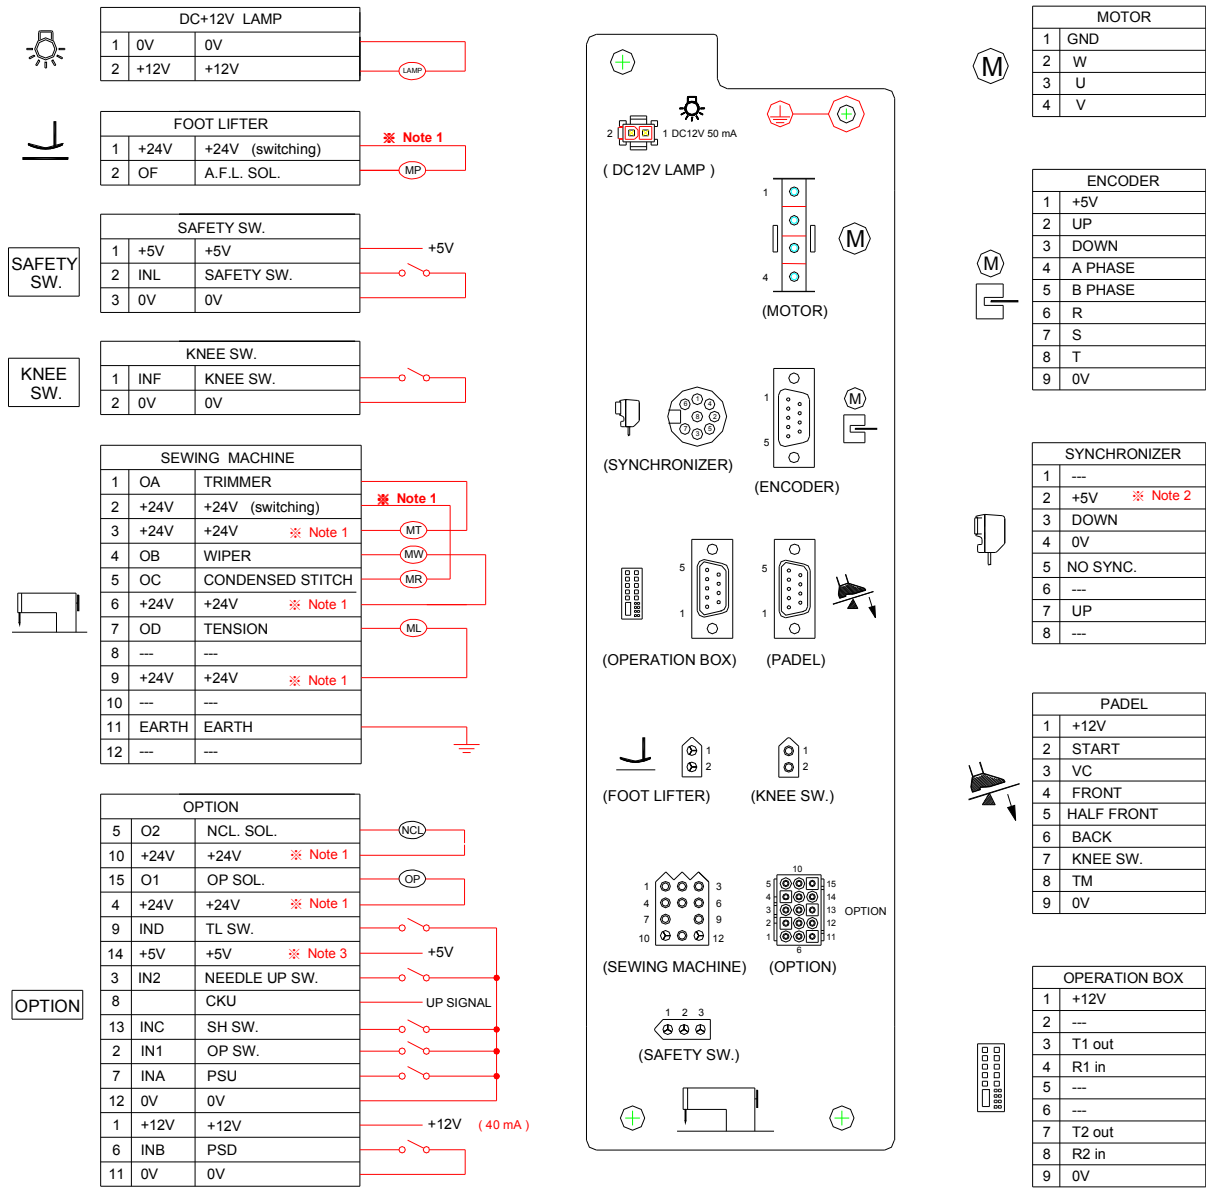 DC+12V LAMP
1 0V 0V
2 +12V +12V
LAMP
FOOT LIFTER
※ Note 1
1 +24V +24V (switching)
2 OF A.F.L. SOL.
MP
SAFETY SW.
SAFETY SW.
1 +5V +5V
+5V
2 INL SAFETY SW.
3 0V 0V
KNEE SW.
KNEE SW.
1 INF KNEE SW.
2 0V 0V
SEWING MACHINE
1 OA TRIMMER
2 +24V +24V (switching)
※ Note 1
3 +24V +24V ※ Note 1
MT
4 OB WIPER
MW
5 OC CONDENSED STITCH
MR
6 +24V +24V ※ Note 1
7 OD TENSION
ML
8 --- ---
9 +24V +24V ※ Note 1
10 --- ---
11 EARTH EARTH
12 --- ---
OPTION
OPTION
5 O2 NCL. SOL.
NCL
10 +24V +24V ※ Note 1
15 O1 OP SOL.
OP
4 +24V +24V ※ Note 1
9 IND TL SW.
14 +5V +5V ※ Note 3
+5V
3 IN2 NEEDLE UP SW.
8 CKU
UP SIGNAL
13 INC SH SW.
2 IN1 OP SW.
7 INA PSU
12 0V 0V
1 +12V +12V
+12V ( 40 mA )
6 INB PSD
11 0V 0V
2 1 DC12V 50 mA
( DC12V LAMP )
1
M
4
(MOTOR)
6 1 4
8 2
7 3 5
(SYNCHRONIZER)
1
M
5
(ENCODER)
5
1
(OPERATION BOX)
5
1
(PADEL)
1
2
(FOOT LIFTER)
1
2
(KNEE SW.)
1 3
4 6
7 9
10 12
(SEWING MACHINE)
10
5 15
4 14
3 13 OPTION
2 12
1 11
6
(OPTION)
1 2 3
(SAFETY SW.)
M
MOTOR
1 GND
2 W
3 U
4 V
M
ENCODER
1 +5V
2 UP
3 DOWN
4 A PHASE
5 B PHASE
6 R
7 S
8 T
9 0V
SYNCHRONIZER
1 ---
2 +5V ※ Note 2
3 DOWN
4 0V
5 NO SYNC.
6 ---
7 UP
8 ---
PADEL
1 +12V
2 START
3 VC
4 FRONT
5 HALF FRONT
6 BACK
7 KNEE SW.
8 TM
9 0V
OPERATION BOX
1 +12V
2 ---
3 T1 out
4 R1 in
5 ---
6 ---
7 T2 out
8 R2 in
9 0V